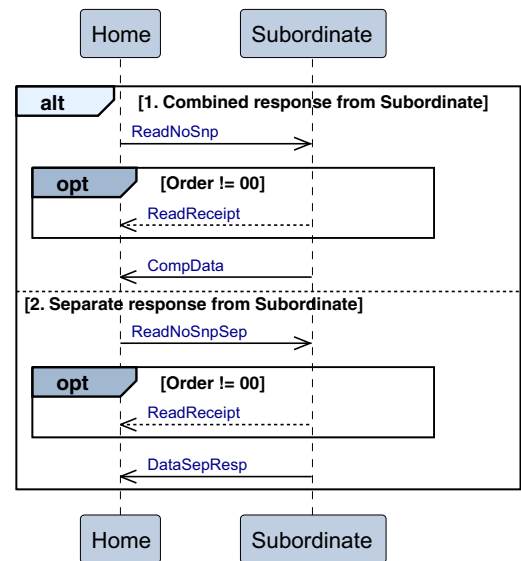 Home Subordinate
alt [1. Combined response from Subordinate]
ReadNoSnp
opt [Order != 00]
ReadReceipt
CompData
[2. Separate response from Subordinate]
ReadNoSnpSep
opt [Order != 00]
ReadReceipt
DataSepResp
Home Subordinate